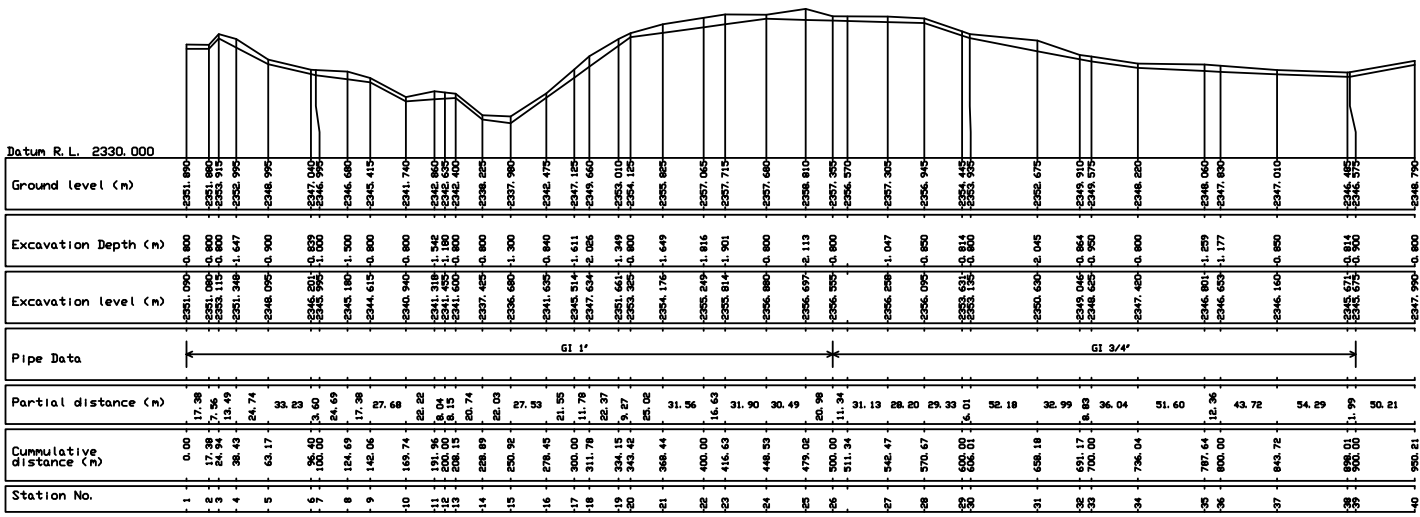 Datum R.L. 2330.000
Ground level (m) 2351.890 2351.880 2353.915 2352.995 2348.995 2347.040 2346.995 2346.680 2345.415 2341.740 2342.860 2342.635 2342.400 2338.225 2337.980 2342.475 2347.125 2349.660 2353.010 2354.125 2355.825 2357.065 2357.715 2357.680 2358.810 2357.355 2356.570 2357.305 2356.945 2354.445 2353.935 2352.675 2349.910 2349.575 2348.220 2348.060 2347.830 2347.010 2346.485 2346.575 2348.790
Excavation Depth (m) -0.800 -0.800 -0.800 -1.647 -0.900 -0.839 -1.000 -1.500 -0.800 -0.800 -1.542 -1.180 -0.800 -0.800 -1.300 -0.840 -1.611 -2.026 -1.349 -0.800 -1.649 -1.816 -1.901 -0.800 -2.113 -0.800 -1.047 -0.850 -0.814 -0.800 -2.045 -0.864 -0.950 -0.800 -1.259 -1.177 -0.850 -0.814 -0.900 -0.800
Excavation level (m) 2351.090 2351.080 2353.115 2351.348 2348.095 2346.201 2345.995 2345.180 2344.615 2340.940 2341.318 2341.455 2341.600 2337.425 2336.680 2341.635 2345.514 2347.634 2351.661 2353.325 2354.176 2355.249 2355.814 2356.880 2356.697 2356.555 2356.258 2356.095 2353.631 2353.135 2350.630 2349.046 2348.625 2347.420 2346.801 2346.653 2346.160 2345.671 2345.675 2347.990
Pipe Data GI 1" GI 3/4"
Partial distance (m) 17.38 7.56 13.49 24.74 33.23 3.60 24.69 17.38 27.68 22.22 8.04 8.15 20.74 22.03 27.53 21.55 11.78 22.37 9.27 25.02 31.56 16.63 31.90 30.49 20.98 11.34 31.13 28.20 29.33 6.01 52.18 32.99 8.83 36.04 51.60 12.36 43.72 54.29 1.99 50.21
Cummulative
distance (m) 0.00 17.38 24.94 38.43 63.17 96.40 100.00 124.69 142.06 169.74 191.96 200.00 208.15 228.89 250.92 278.45 300.00 311.78 334.15 343.42 368.44 400.00 416.63 448.53 479.02 500.00 511.34 542.47 570.67 600.00 606.01 658.18 691.17 700.00 736.04 787.64 800.00 843.72 898.01 900.00 950.21
Station No. 1 2 3 4 5 6 7 8 9 10 11 12 13 14 15 16 17 18 19 20 21 22 23 24 25 26 27 28 29 30 31 32 33 34 35 36 37 38 39 40